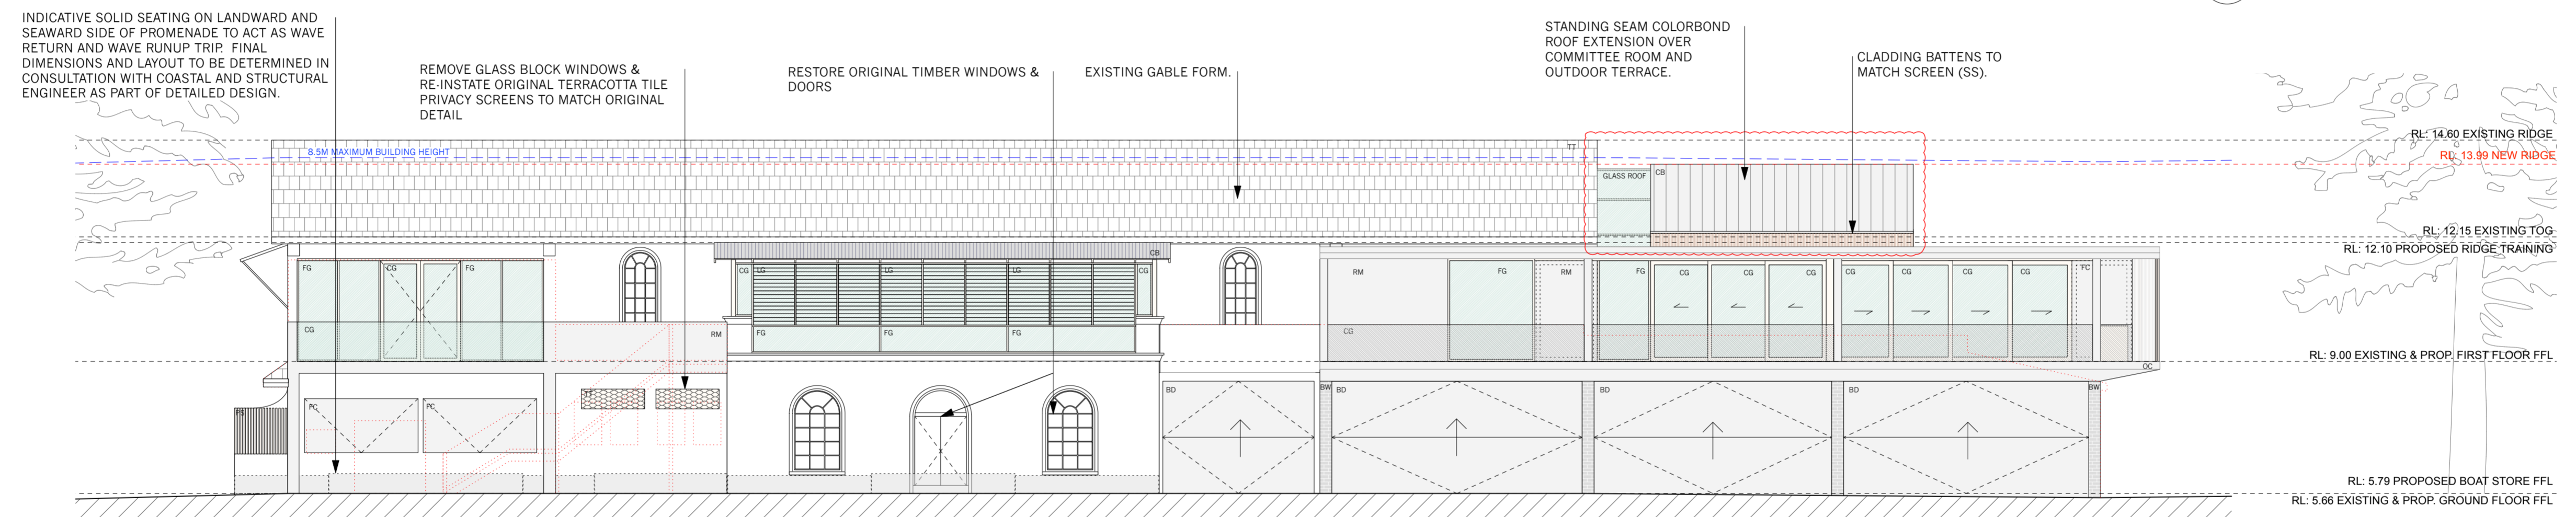 INDICATIVE SOLID SEATING ON LANDWARD AND
SEAWARD SIDE OF PROMENADE TO ACT AS WAVE
RETURN AND WAVE RUNUP TRIP. FINAL
DIMENSIONS AND LAYOUT TO BE DETERMINED IN
CONSULTATION WITH COASTAL AND STRUCTURAL
ENGINEER AS PART OF DETAILED DESIGN.
REMOVE GLASS BLOCK WINDOWS &
RE-INSTATE ORIGINAL TERRACOTTA TILE
PRIVACY SCREENS TO MATCH ORIGINAL
DETAIL
RESTORE ORIGINAL TIMBER WINDOWS &
DOORS
EXISTING GABLE FORM.
STANDING SEAM COLORBOND
ROOF EXTENSION OVER
COMMITTEE ROOM AND
OUTDOOR TERRACE.
CLADDING BATTENS TO
MATCH SCREEN (SS).
8.5M MAXIMUM BUILDING HEIGHT
TT
GLASS ROOF
CB
RL: 14.60 EXISTING RIDGE
RL: 13.99 NEW RIDGE
RL: 12.15 EXISTING TOG
RL: 12.10 PROPOSED RIDGE TRAINING
CB
FG
CG
FG
CG
LG
LG
LG
CG
RM
FG
RM
FG
CG
CG
CG
CG
CG
CG
CG
FC
CG
RM
FG
FG
FG
CG
RL: 9.00 EXISTING & PROP. FIRST FLOOR FFL
OC
PS
FC
FC
BD
BW
BD
BD
BD
BW
RL: 5.79 PROPOSED BOAT STORE FFL
RL: 5.66 EXISTING & PROP. GROUND FLOOR FFL